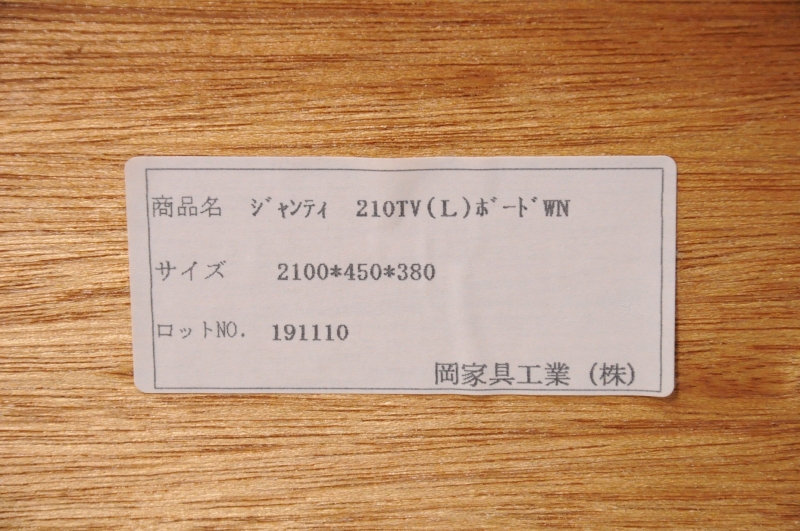 商品名 ｼﾞｬﾝﾃｨ 210TV(L)ﾎﾞｰﾄﾞWN
サイズ 2100*450*380
ロットNO. 191110
岡家具工業（株）